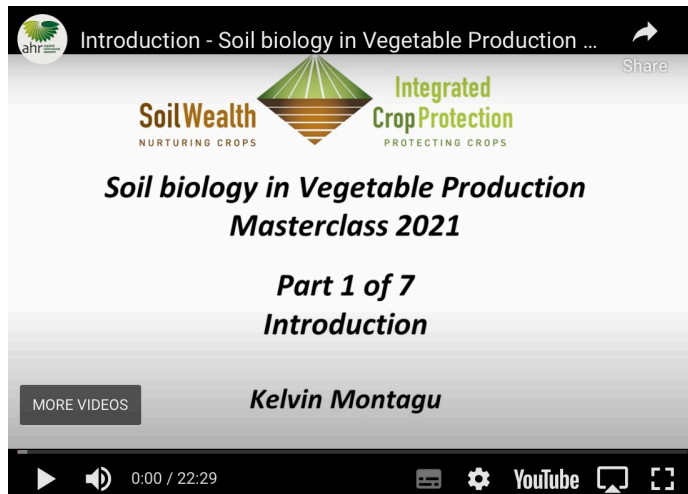 ahr
Introduction - Soil biology in Vegetable Production ...
Share
SoilWealth
NURTURING CROPS
Integrated
CropProtection
PROTECTING CROPS
Soil biology in Vegetable Production
Masterclass 2021
Part 1 of 7
Introduction
Kelvin Montagu
MORE VIDEOS
0:00 / 22:29
YouTube